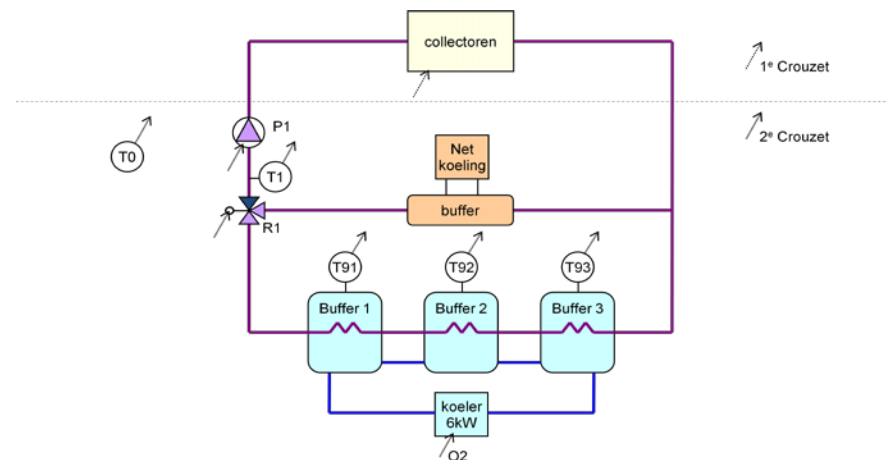 collectoren
1e Crouzet
2e Crouzet
T0
P1
T1
Net
koeling
buffer
R1
T91
T92
T93
Buffer 1
Buffer 2
Buffer 3
koeler
6kW
O2